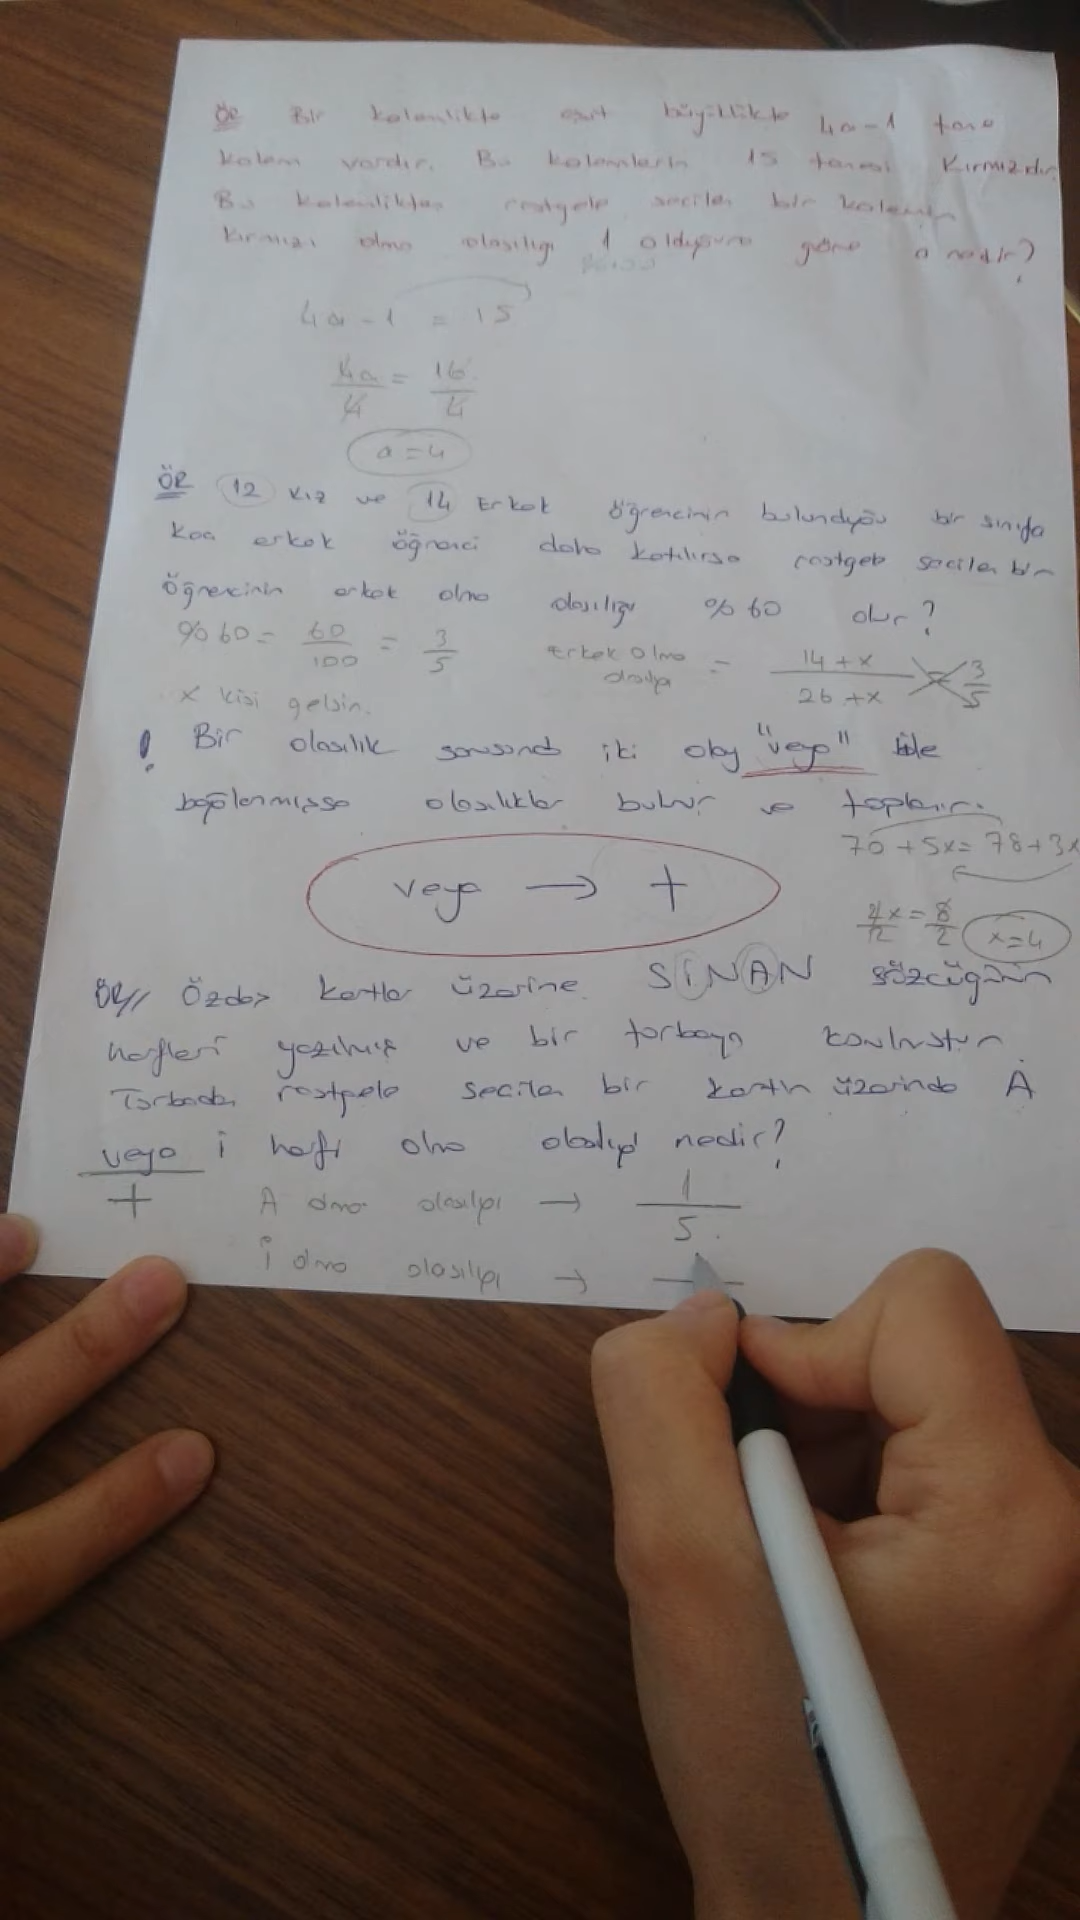 ÖR Bir kalemlikte eşit büyüklükte 4a-1 tane
kalem vardır. Bu kalemlerin 15 tanesi kırmızıdır.
Bu kalemlikten rastgele seçilen bir kalemin
kırmızı olma olasılığı 1 olduğuna göre a nedir?
4a-1 = 15
4a/4 = 16/4
a=4
ÖR 12 kız ve 14 Erkek öğrencinin bulunduğu bir sınıfa
kaç erkek öğrenci daha katılırsa rastgele seçilen bir
öğrencinin erkek olma olasılığı %60 olur?
%60 = 60/100 = 3/5 Erkek olma olasılığı = 14+x/26+x = 3/5
x kişi gelsin.
! Bir olasılık sorusunda iki olay "veya" ile
bağlanmışsa olasılıklar bulunur ve toplanır.
70+5x=78+3x
veya → +
2x/2 = 8/2 x=4
ÖR// Özdeş kartlar üzerine SİNAN sözcüğünün
harfleri yazılmış ve bir torbaya konulmuştur.
Torbadan rastgele seçilen bir kartın üzerinde A
veya i harfi olma olasılığı nedir?
+ A olma olasılığı → 1/5
İ olma olasılığı →